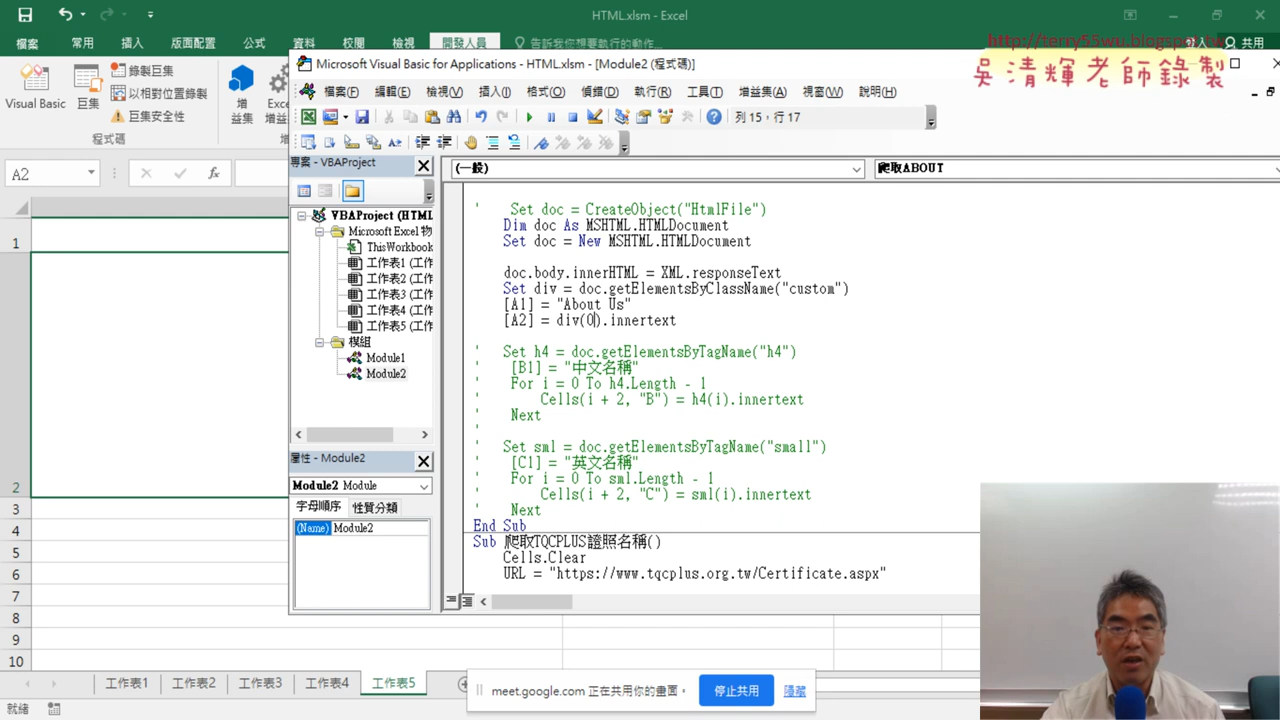 HTML.xlsm - Excel
http://terry55wu.blogspot.tw
吳清輝老師錄製
檔案 常用 插入 版面配置 公式 資料 校閱 檢視 開發人員 告訴我您想要執行的動作... 登入 共用
Visual Basic 巨集 錄製巨集 以相對位置錄製 巨集安全性 增益集
程式碼
A2 fx
Microsoft Visual Basic for Applications - HTML.xlsm - [Module2 (程式碼)]
檔案(F) 編輯(E) 檢視(V) 插入(I) 格式(O) 偵錯(D) 執行(R) 工具(T) 增益集(A) 視窗(W) 說明(H)
列 15，行 17
專案 - VBAProject
VBAProject (HTML
Microsoft Excel 物
ThisWorkbook
工作表1 (工作
工作表2 (工作
工作表3 (工作
工作表4 (工作
工作表5 (工作
模組
Module1
Module2
屬性 - Module2
Module2 Module
字母順序 性質分類
(Name) Module2
(一般) 爬取ABOUT
' Set doc = CreateObject("HtmlFile")
Dim doc As MSHTML.HTMLDocument
Set doc = New MSHTML.HTMLDocument
doc.body.innerHTML = XML.responseText
Set div = doc.getElementsByClassName("custom")
[A1] = "About Us"
[A2] = div(0).innertext
' Set h4 = doc.getElementsByTagName("h4")
' [B1] = "中文名稱"
' For i = 0 To h4.Length - 1
' Cells(i + 2, "B") = h4(i).innertext
' Next
'
' Set sml = doc.getElementsByTagName("small")
' [C1] = "英文名稱"
' For i = 0 To sml.Length - 1
' Cells(i + 2, "C") = sml(i).innertext
' Next
End Sub
Sub 爬取TQCPLUS證照名稱()
Cells.Clear
URL = "https://www.tqcplus.org.tw/Certificate.aspx"
1
2
3
4
5
6
7
8
9
10
工作表1 工作表2 工作表3 工作表4 工作表5
meet.google.com 正在共用你的畫面。 停止共用 隱藏
就緒